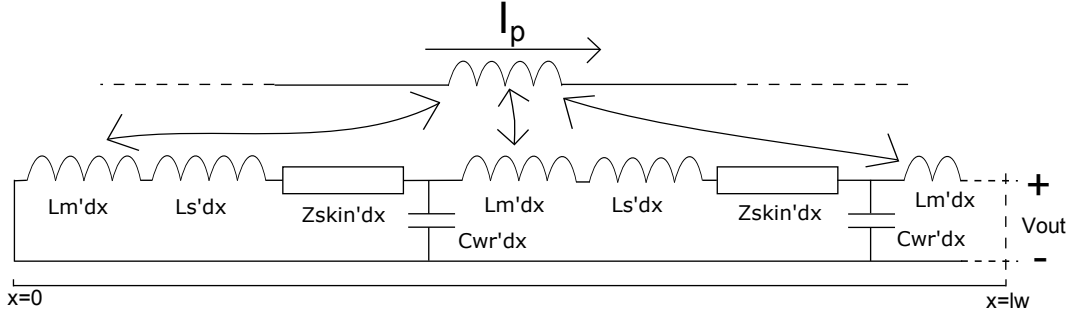 Ip
Lm'dx
Ls'dx
Zskin'dx
Cwr'dx
Lm'dx
Ls'dx
Zskin'dx
Cwr'dx
Lm'dx
+
Vout
-
x=0
x=lw